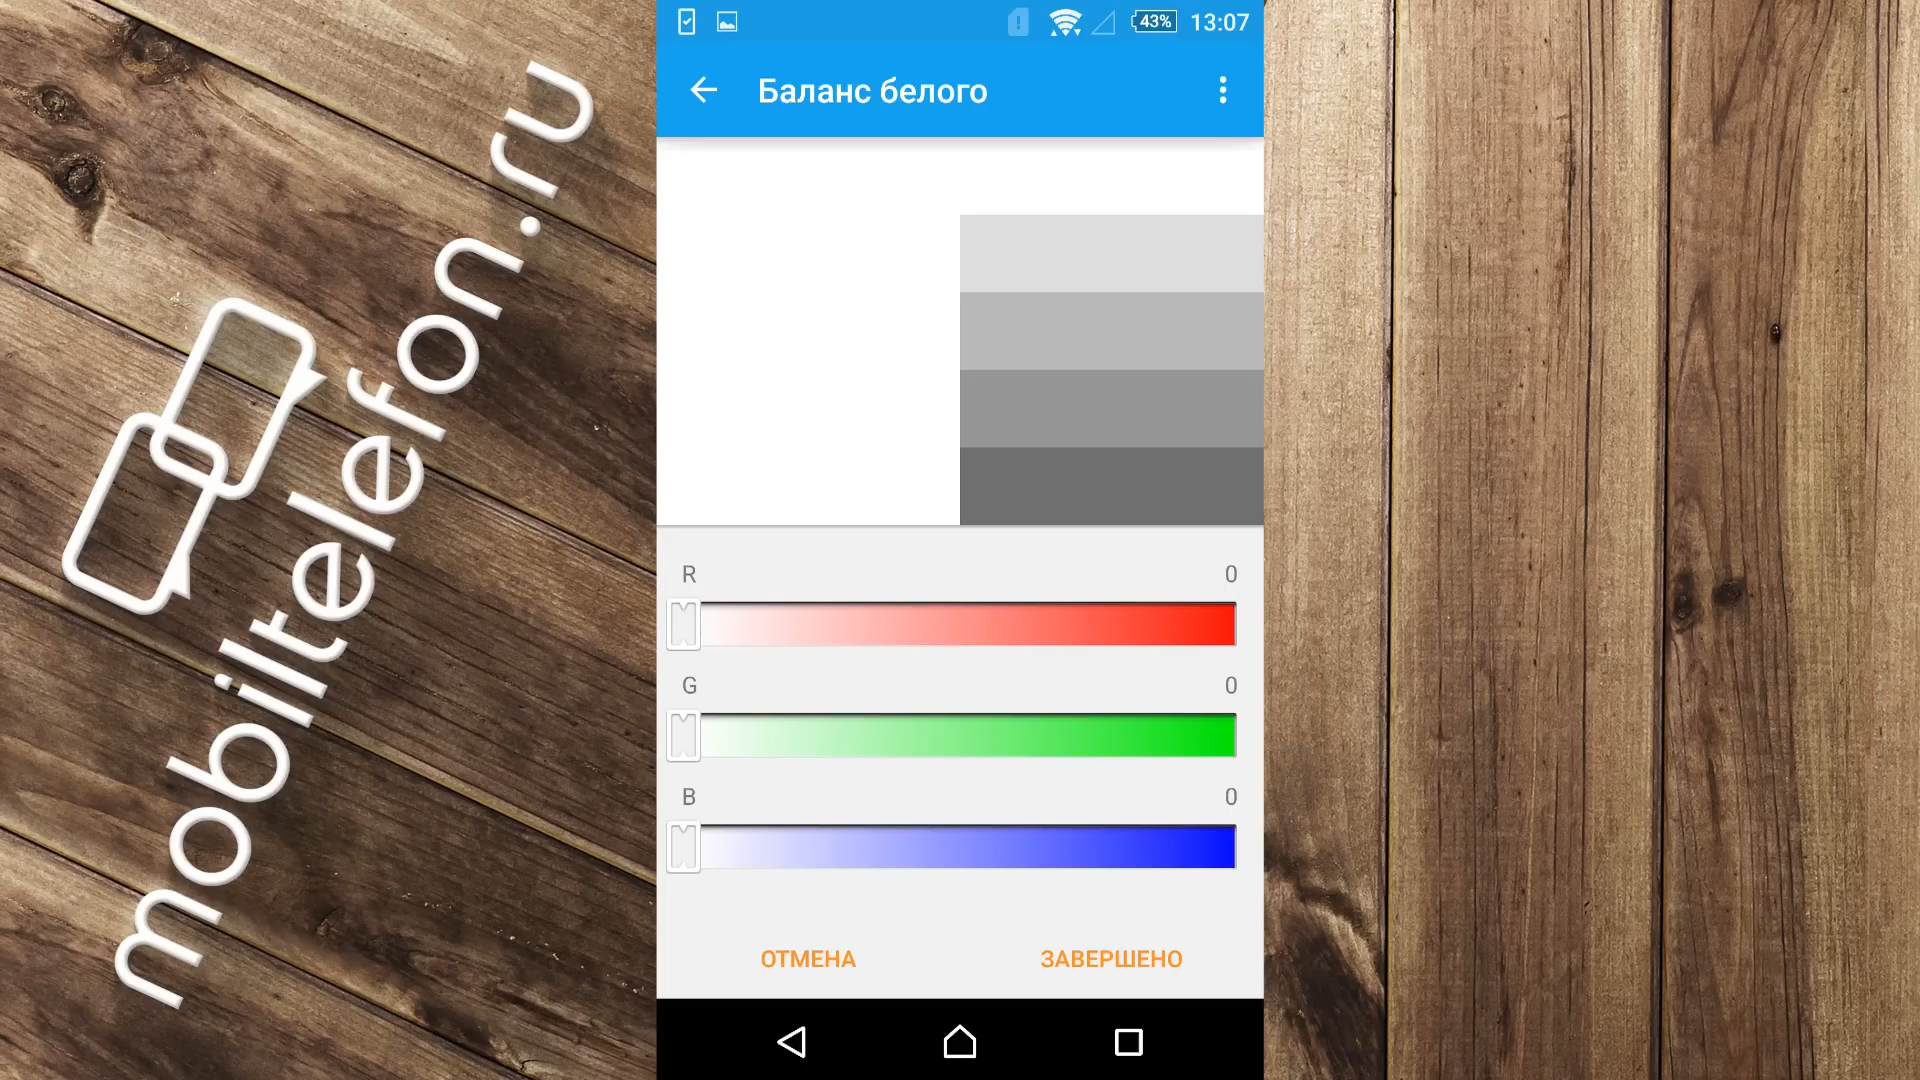 mobiltelefon.ru
43% 13:07
Баланс белого
R 0
G 0
B 0
ОТМЕНА ЗАВЕРШЕНО